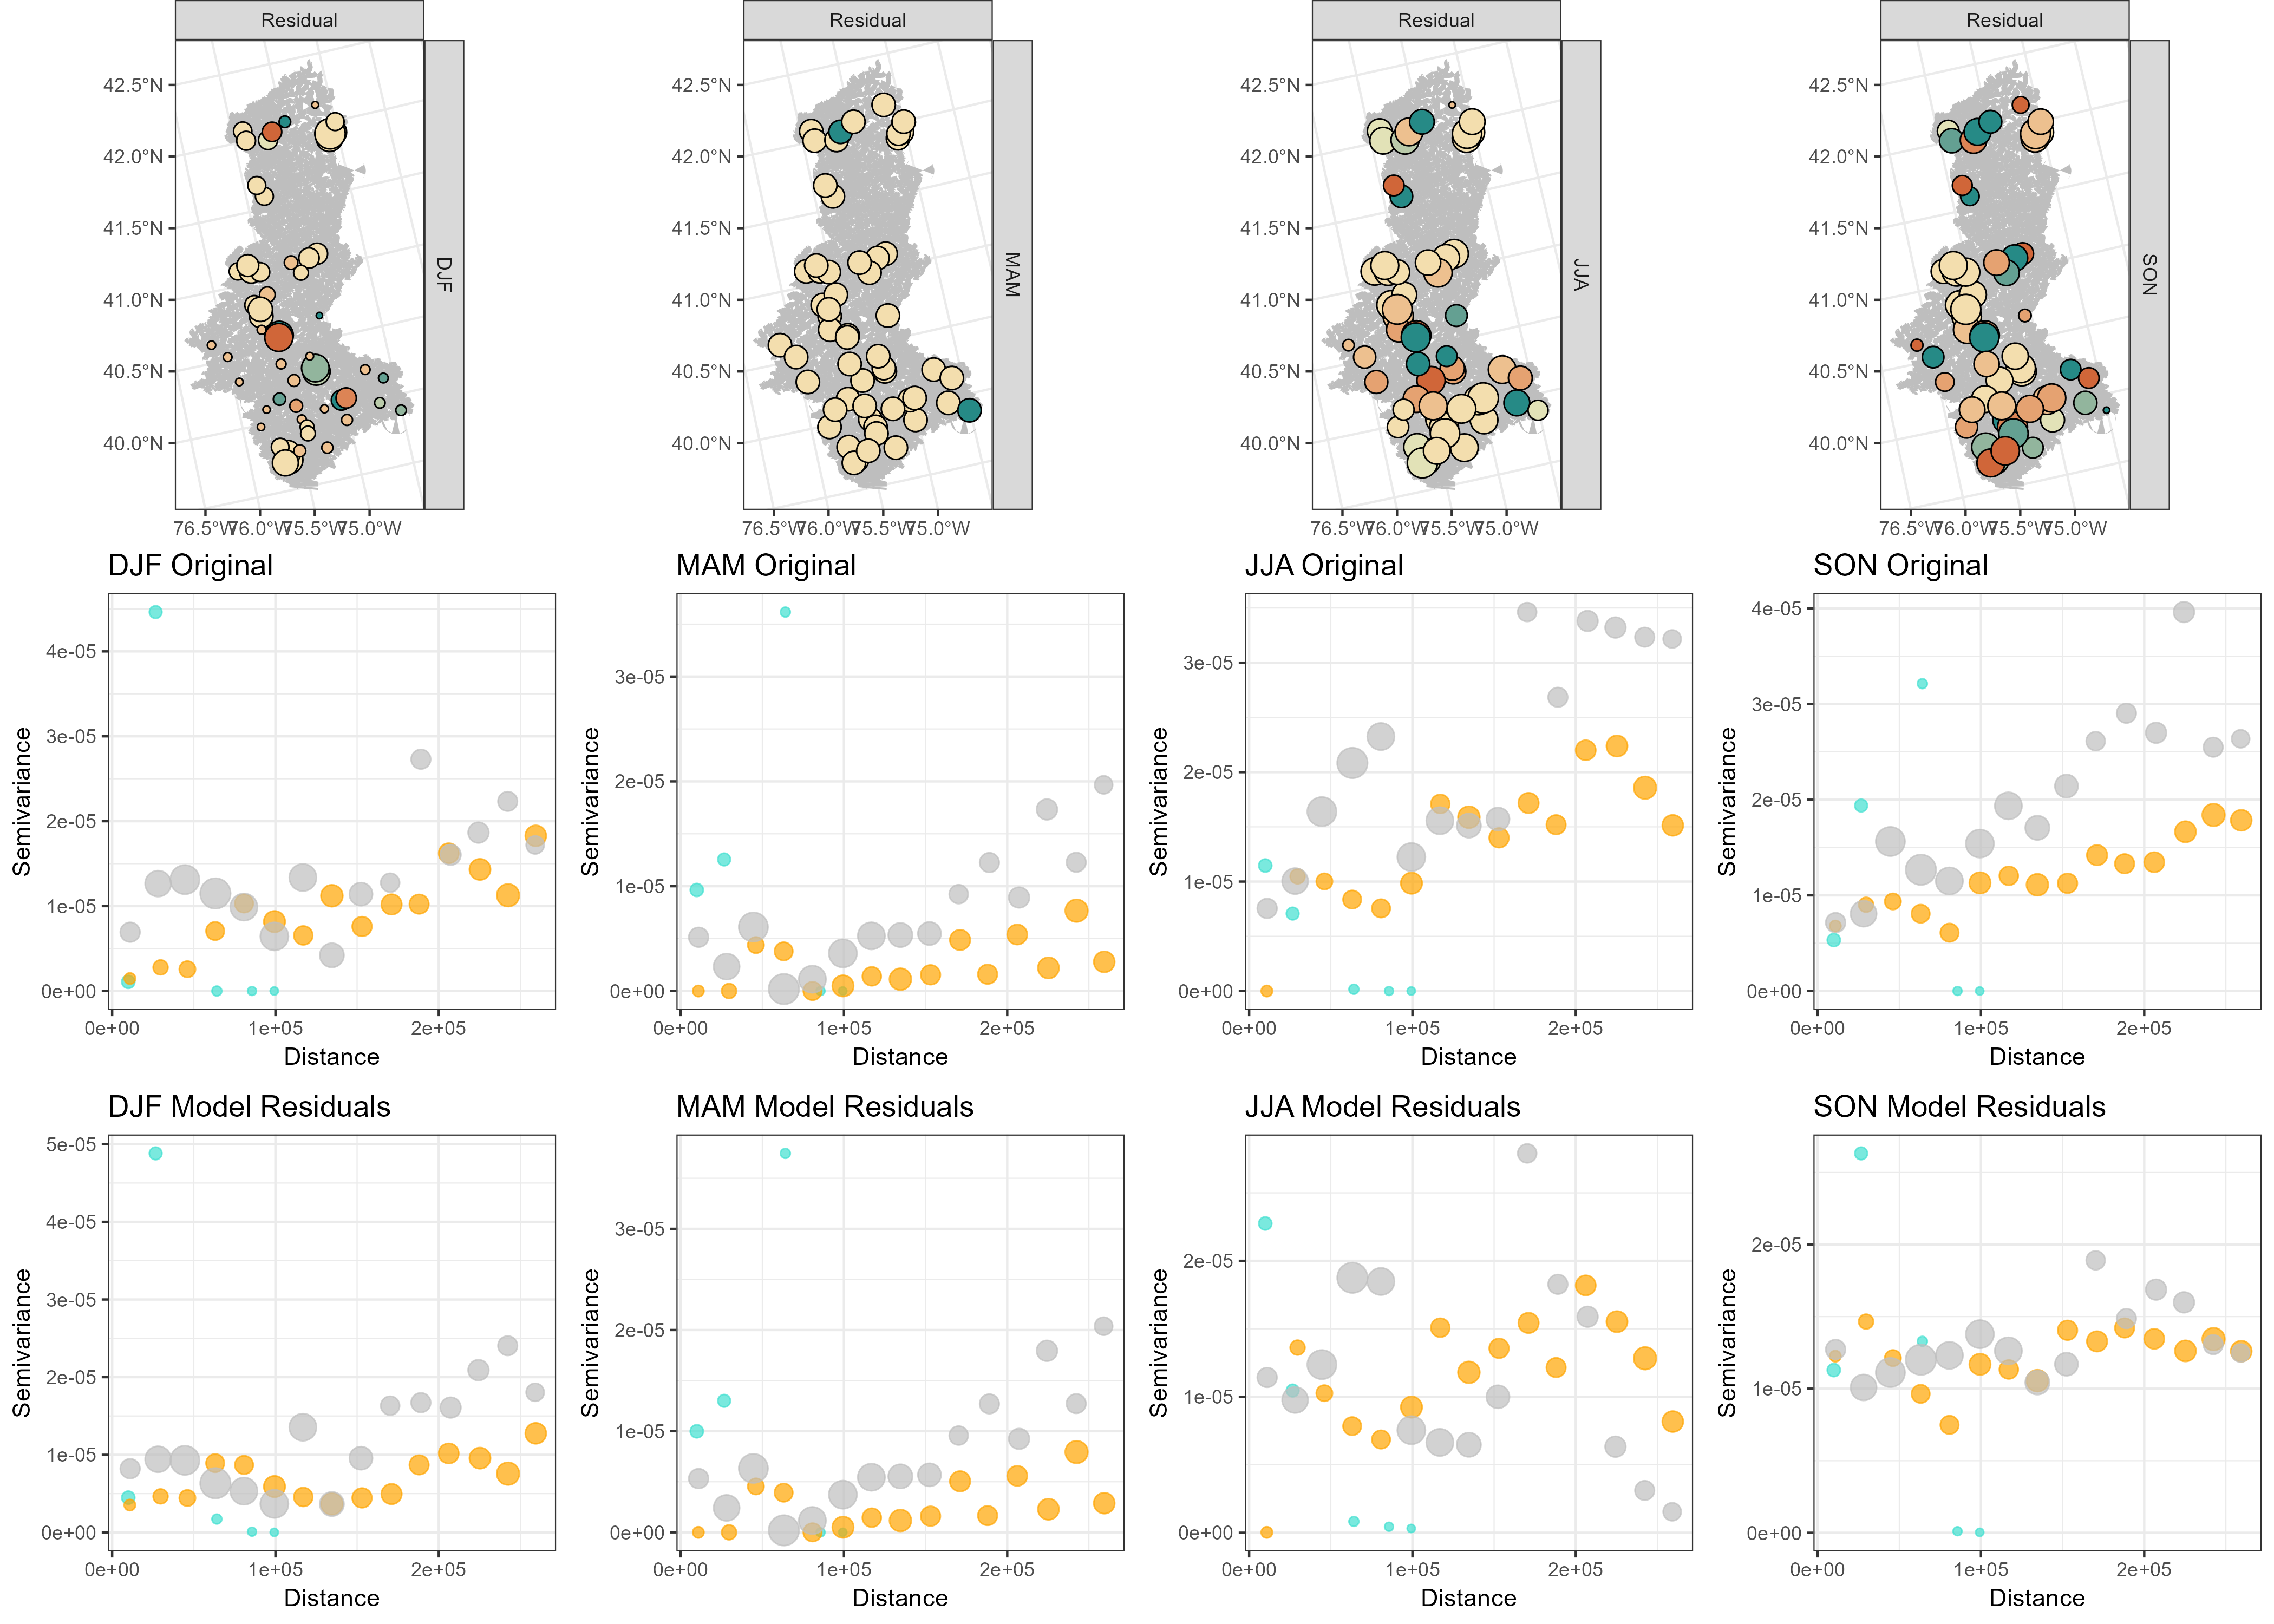 Residual Residual Residual Residual
42.5°N 42.5°N 42.5°N 42.5°N
42.0°N 42.0°N 42.0°N 42.0°N
41.5°N 41.5°N 41.5°N 41.5°N
DJF MAM JJA SON
41.0°N 41.0°N 41.0°N 41.0°N
40.5°N 40.5°N 40.5°N 40.5°N
40.0°N 40.0°N 40.0°N 40.0°N
76.5°W 76.0°W 75.5°W 75.0°W 76.5°W 76.0°W 75.5°W 75.0°W 76.5°W 76.0°W 75.5°W 75.0°W 76.5°W 76.0°W 75.5°W 75.0°W
DJF Original
Semivariance
4e-05
3e-05
2e-05
1e-05
0e+00
0e+00 1e+05 2e+05
Distance
MAM Original
Semivariance
3e-05
2e-05
1e-05
0e+00
0e+00 1e+05 2e+05
Distance
JJA Original
Semivariance
3e-05
2e-05
1e-05
0e+00
0e+00 1e+05 2e+05
Distance
SON Original
Semivariance
4e-05
3e-05
2e-05
1e-05
0e+00
0e+00 1e+05 2e+05
Distance
DJF Model Residuals
Semivariance
5e-05
4e-05
3e-05
2e-05
1e-05
0e+00
0e+00 1e+05 2e+05
Distance
MAM Model Residuals
Semivariance
3e-05
2e-05
1e-05
0e+00
0e+00 1e+05 2e+05
Distance
JJA Model Residuals
Semivariance
2e-05
1e-05
0e+00
0e+00 1e+05 2e+05
Distance
SON Model Residuals
Semivariance
2e-05
1e-05
0e+00
0e+00 1e+05 2e+05
Distance